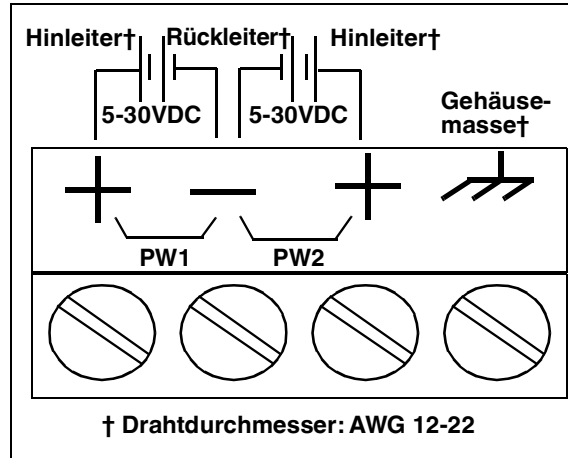 Hinleiter† Rückleiter† Hinleiter†
5-30VDC 5-30VDC
Gehäuse-
masse†
PW1 PW2
† Drahtdurchmesser: AWG 12-22